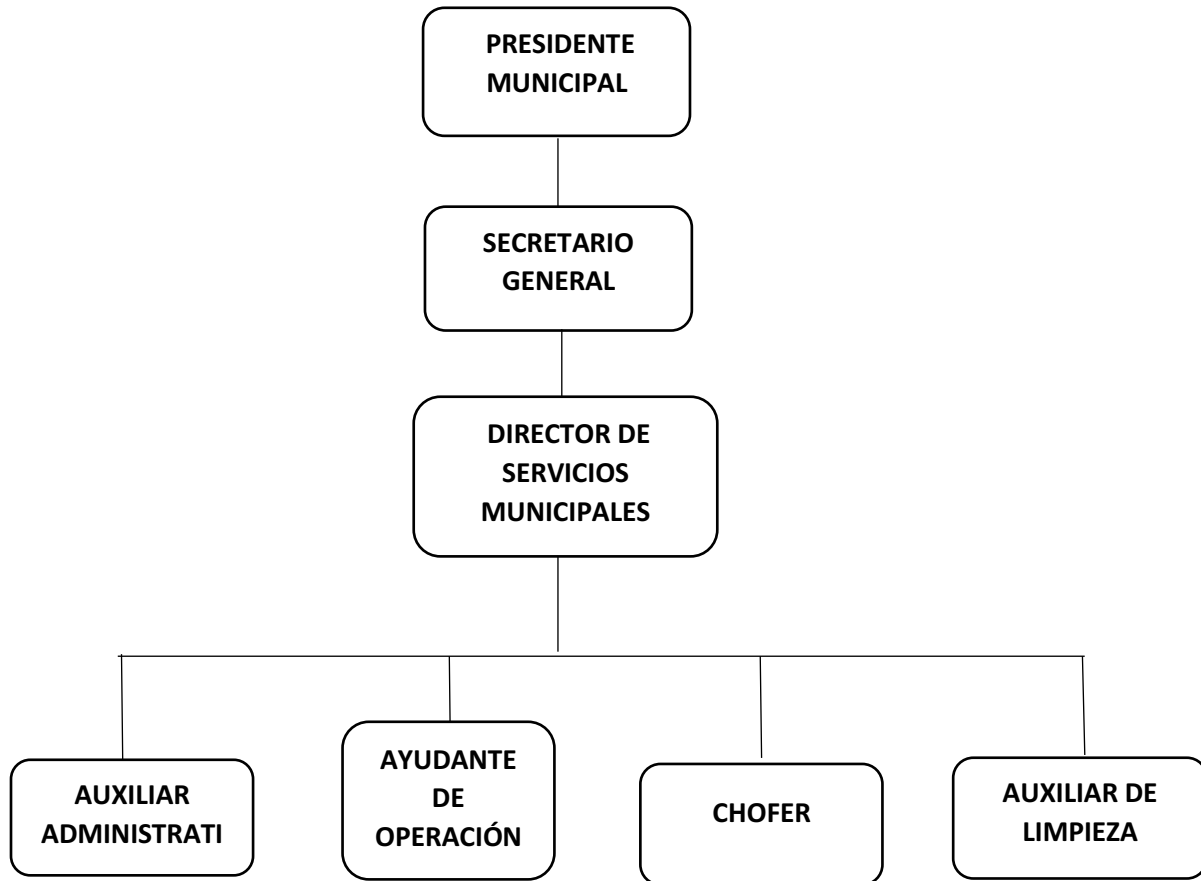 PRESIDENTE
MUNICIPAL
SECRETARIO
GENERAL
DIRECTOR DE
SERVICIOS
MUNICIPALES
AUXILIAR
ADMINISTRATI
AYUDANTE
DE
OPERACIÓN
CHOFER
AUXILIAR DE
LIMPIEZA